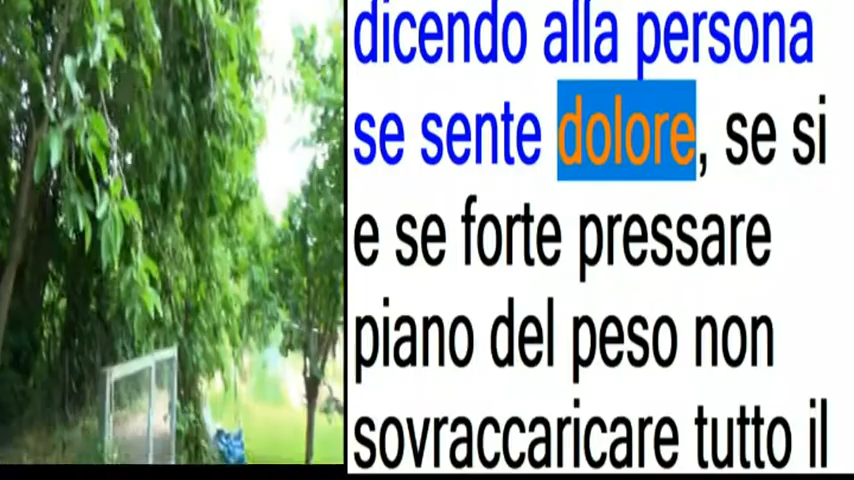 dicendo alla persona
se sente dolore, se si
e se forte pressare
piano del peso non
sovraccaricare tutto il